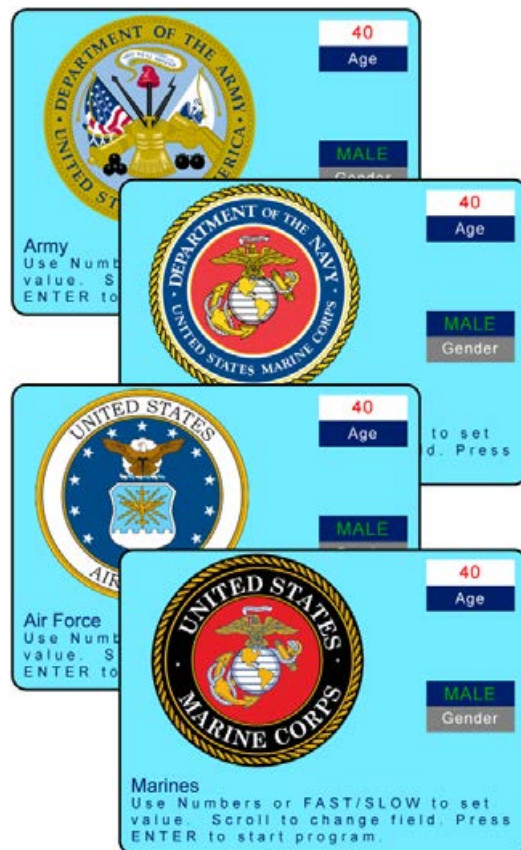 DEPARTMENT OF THE ARMY
UNITED
40
Age
MALE
Gender
Army
Use Numb
value. S
ENTER to
DEPARTMENT OF THE NAVY
UNITED STATES MARINE CORPS
40
Age
MALE
Gender
to set
d. Press
UNITED STATES
AIR
40
Age
MALE
Air Force
Use Numb
value. S
ENTER to
UNITED STATES
MARINE CORPS
40
Age
MALE
Gender
Marines
Use Numbers or FAST/SLOW to set
value. Scroll to change field. Press
ENTER to start program.